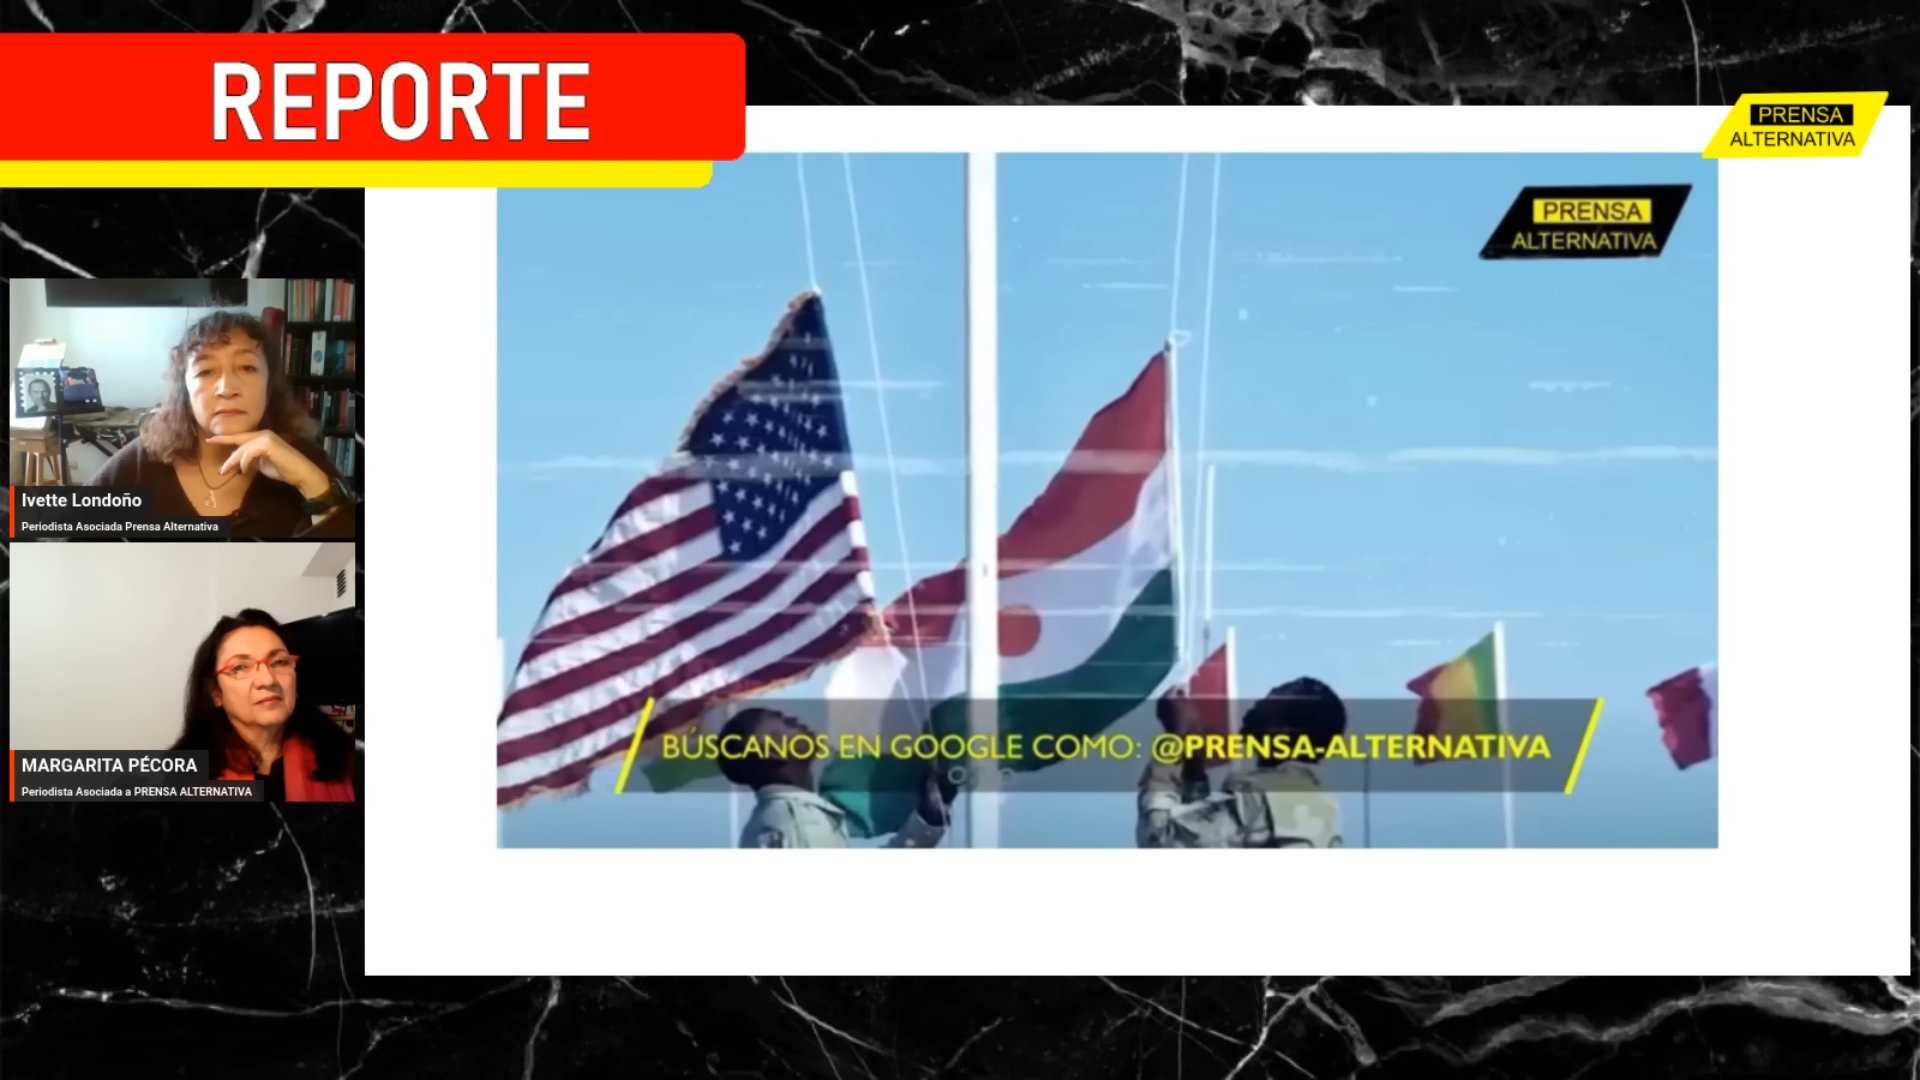 REPORTE
PRENSA
ALTERNATIVA
PRENSA
ALTERNATIVA
Ivette Londoño
Periodista Asociada Prensa Alternativa
MARGARITA PÉCORA
Periodista Asociada a PRENSA ALTERNATIVA
BÚSCANOS EN GOOGLE COMO: @PRENSA-ALTERNATIVA